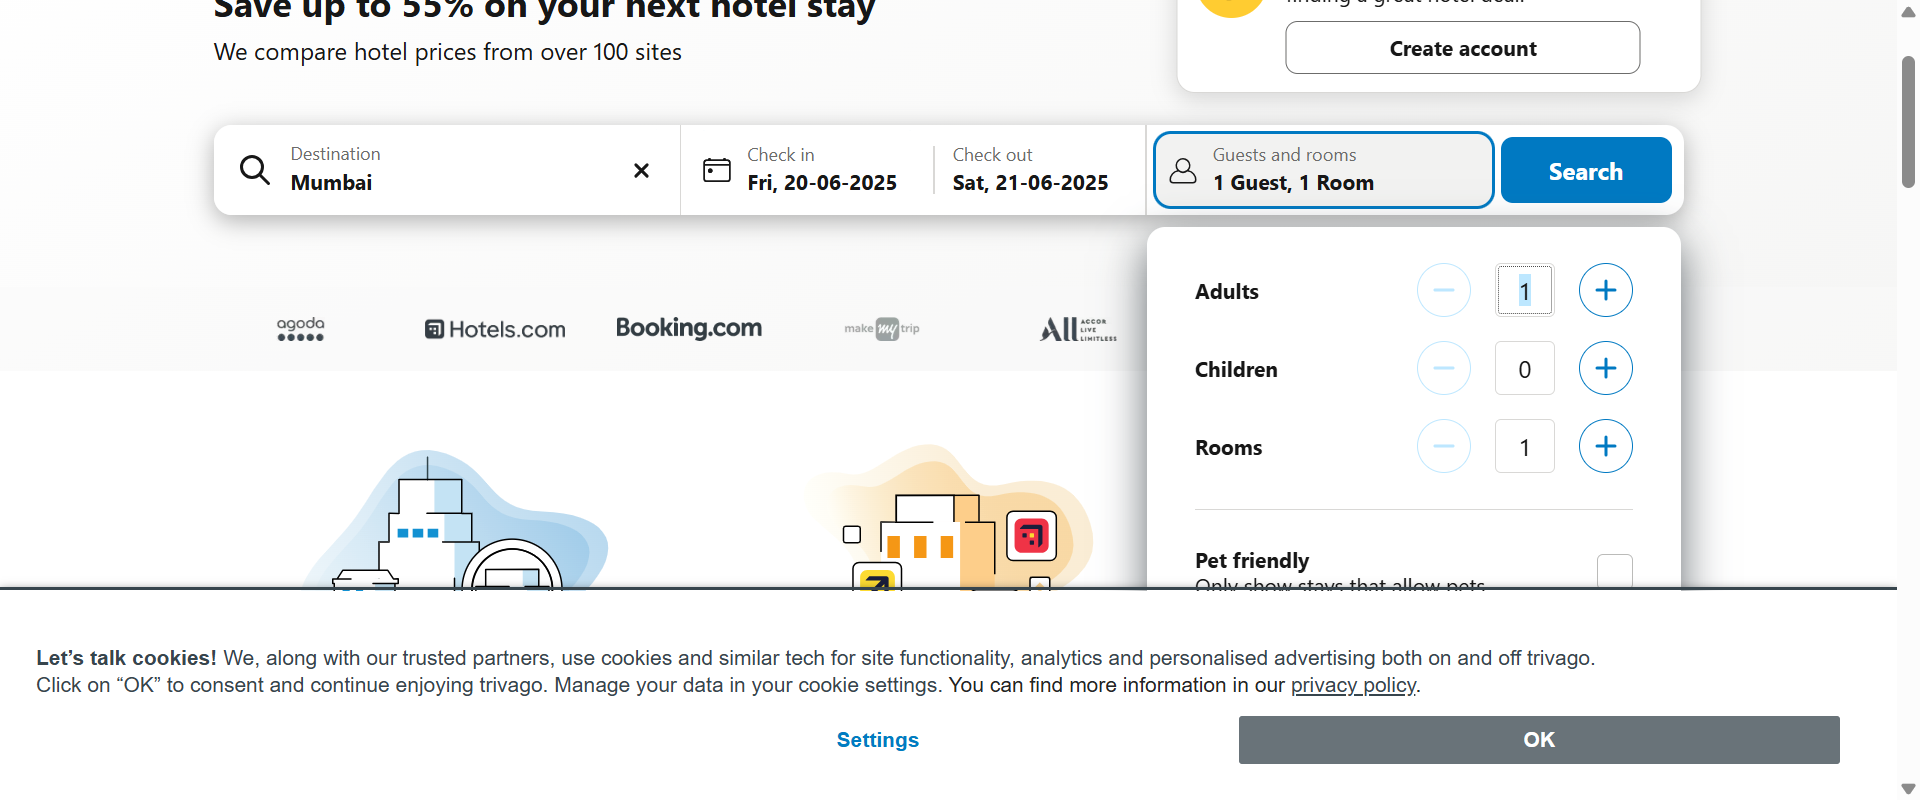 Save up to 55% on your next hotel stay
We compare hotel prices from over 100 sites
finding a great hotel deal!
Create account
Destination
Mumbai
Check in
Fri, 20-06-2025
Check out
Sat, 21-06-2025
Guests and rooms
1 Guest, 1 Room
Search
agoda
Hotels.com
Booking.com
make my trip
All ACCOR
LIVE
LIMITLESS
Adults
1
Children
0
Rooms
1
Pet friendly
Only show stays that allow pets
Let’s talk cookies! We, along with our trusted partners, use cookies and similar tech for site functionality, analytics and personalised advertising both on and off trivago.
Click on “OK” to consent and continue enjoying trivago. Manage your data in your cookie settings. You can find more information in our privacy policy.
Settings
OK